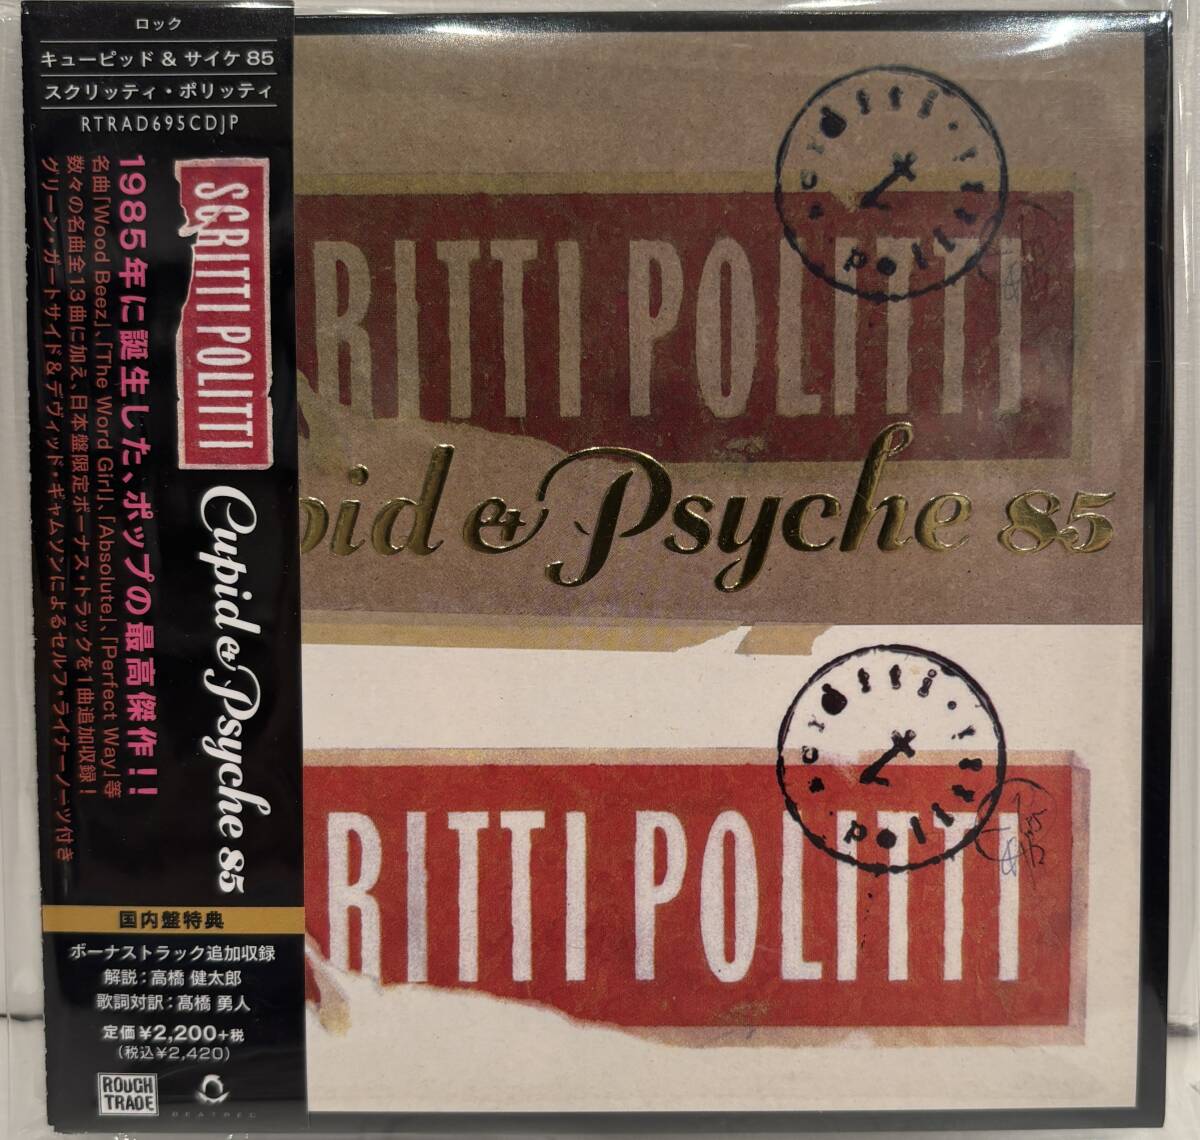 ロック
キューピッド & サイケ 85
スクリッティ・ポリッティ
RTRAD695CDJP
SCRITTI POLITTI
Cupid & Psyche 85
1985年に誕生した、ポップの最高傑作!!
名曲「Wood Beez」、「The Word Girl」、「Absolute」、「Perfect Way」等
数々の名曲全13曲に加え、日本盤限定ボーナス・トラックを1曲追加収録!
グリーン・ガートサイド&デヴィッド・ギャムソンによるセルフ・ライナーノーツ付き
国内盤特典
ボーナストラック追加収録
解説:高橋 健太郎
歌詞対訳:髙橋 勇人
定価¥2,200+税
(税込¥2,420)
ROUGH
TRADE
BEATREC
RITTI POLITTI
pid & Psyche 85
RITTI POLITTI